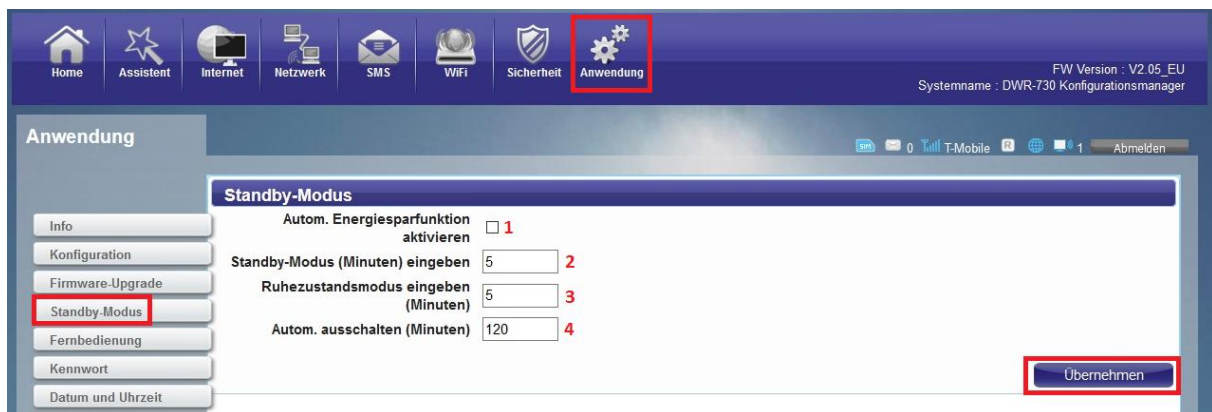 Home Assistent Internet Netzwerk SMS WiFi Sicherheit Anwendung
FW Version : V2.05_EU
Systemname : DWR-730 Konfigurationsmanager
Anwendung
SIM 0 T-Mobile R 1 Abmelden
Standby-Modus
Info
Konfiguration
Firmware-Upgrade
Standby-Modus
Fernbedienung
Kennwort
Datum und Uhrzeit
Autom. Energiesparfunktion
aktivieren 1
Standby-Modus (Minuten) eingeben 5 2
Ruhezustandsmodus eingeben
(Minuten) 5 3
Autom. ausschalten (Minuten) 120 4
Übernehmen